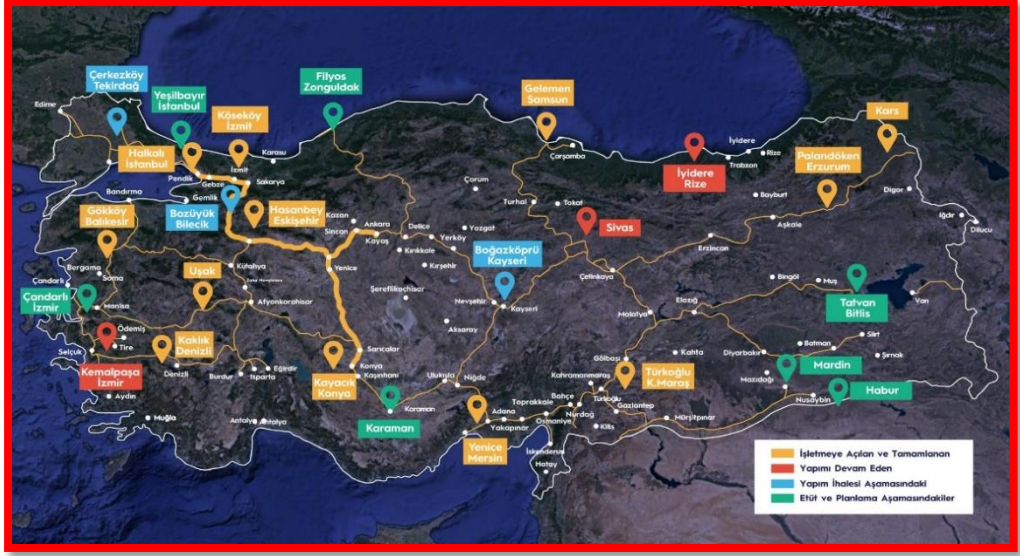 Çerkezköy
Tekirdağ
Yeşilbayır
İstanbul
Filyos
Zonguldak
Gelemen
Samsun
Köseköy
İzmit
Kars
Edirne
Halkalı
İstanbul
Karasu
İzmit
Pendik
Gebze
Sakarya
Çarşamba
İyidere
Rize
İyidere
Rize
Trabzon
Palandöken
Erzurum
Bandırma
Gemlik
Gökköy
Balıkesir
Bozüyük
Bilecik
Hasanbey
Eskişehir
Kazan
Sincan
Ankara
Kayaş
Delice
Kırıkkale
Yerköy
Yozgat
Çorum
Turhal
Tokat
Sivas
Bayburt
Digor
Iğdır
Dilucu
Aşkale
Erzincan
Bergama
Soma
Kütahya
Yenice
Kırşehir
Boğazköprü
Kayseri
Çetinkaya
Çandarlı
Çandarlı
İzmir
Manisa
Uşak
Afyonkarahisar
Şereflikoçhisar
Nevşehir
Kayseri
Bingöl
Muş
Tatvan
Bitlis
Van
Elazığ
Malatya
Ödemiş
Tire
Selçuk
Kemalpaşa
İzmir
Kaklık
Denizli
Denizli
Burdur
Isparta
Eğirdir
Sarıcalar
Konya
Kaşınhanı
Kayacık
Konya
Aksaray
Ulukışla
Niğde
Gölbaşı
Kahta
Diyarbakır
Batman
Siirt
Şırnak
Mardin
Mazıdağı
Nusaybin
Habur
Aydın
Muğla
Antalya
Antalya
Karaman
Karaman
Yenice
Mersin
Adana
Yakapınar
Toprakkale
Osmaniye
Bahçe
Nurdağ
Kahramanmaraş
Türkoğlu
K.Maraş
Türkoğlu
Gaziantep
Kilis
Mürşitpınar
İskenderun
Hatay
İşletmeye Açılan ve Tamamlanan
Yapımı Devam Eden
Yapım İhalesi Aşamasındaki
Etüt ve Planlama Aşamasındakiler